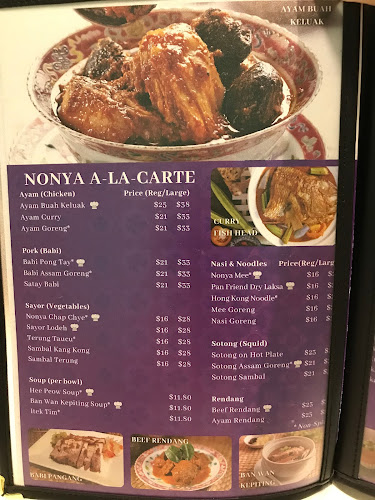 AYAM BUAH
KELUAK
NONYA A-LA-CARTE
Ayam (Chicken) Price (Reg/Large)
Ayam Buah Keluak $25 $38
Ayam Curry $21 $33
Ayam Goreng* $21 $33
Pork (Babi)
Babi Pong Tay* $21 $33
Babi Assam Goreng* $21 $33
Satay Babi $21 $33
Sayor (Vegetables)
Nonya Chap Chye* $16 $28
Sayor Lodeh $16 $28
Terung Taucu* $16 $28
Sambal Kang Kong $16 $28
Sambal Terung $16 $28
Soup (per bowl)
Hee Peow Soup* $11.80
Ban Wan Kepiting Soup* $11.80
Itek Tim* $11.80
CURRY
FISH HEAD
Nasi & Noodles Price(Reg/Larg
Nonya Mee* $16
Pan Friend Dry Laksa $16
Hong Kong Noodle* $16
Mee Goreng $16
Nasi Goreng $16
Sotong (Squid)
Sotong on Hot Plate $25
Sotong Assam Goreng* $21
Sotong Sambal $21
Rendang
Beef Rendang $25
Ayam Rendang $25
* Non-Sp
BABI PANGANG
BEEF RENDANG
BAN WAN
KEPITING